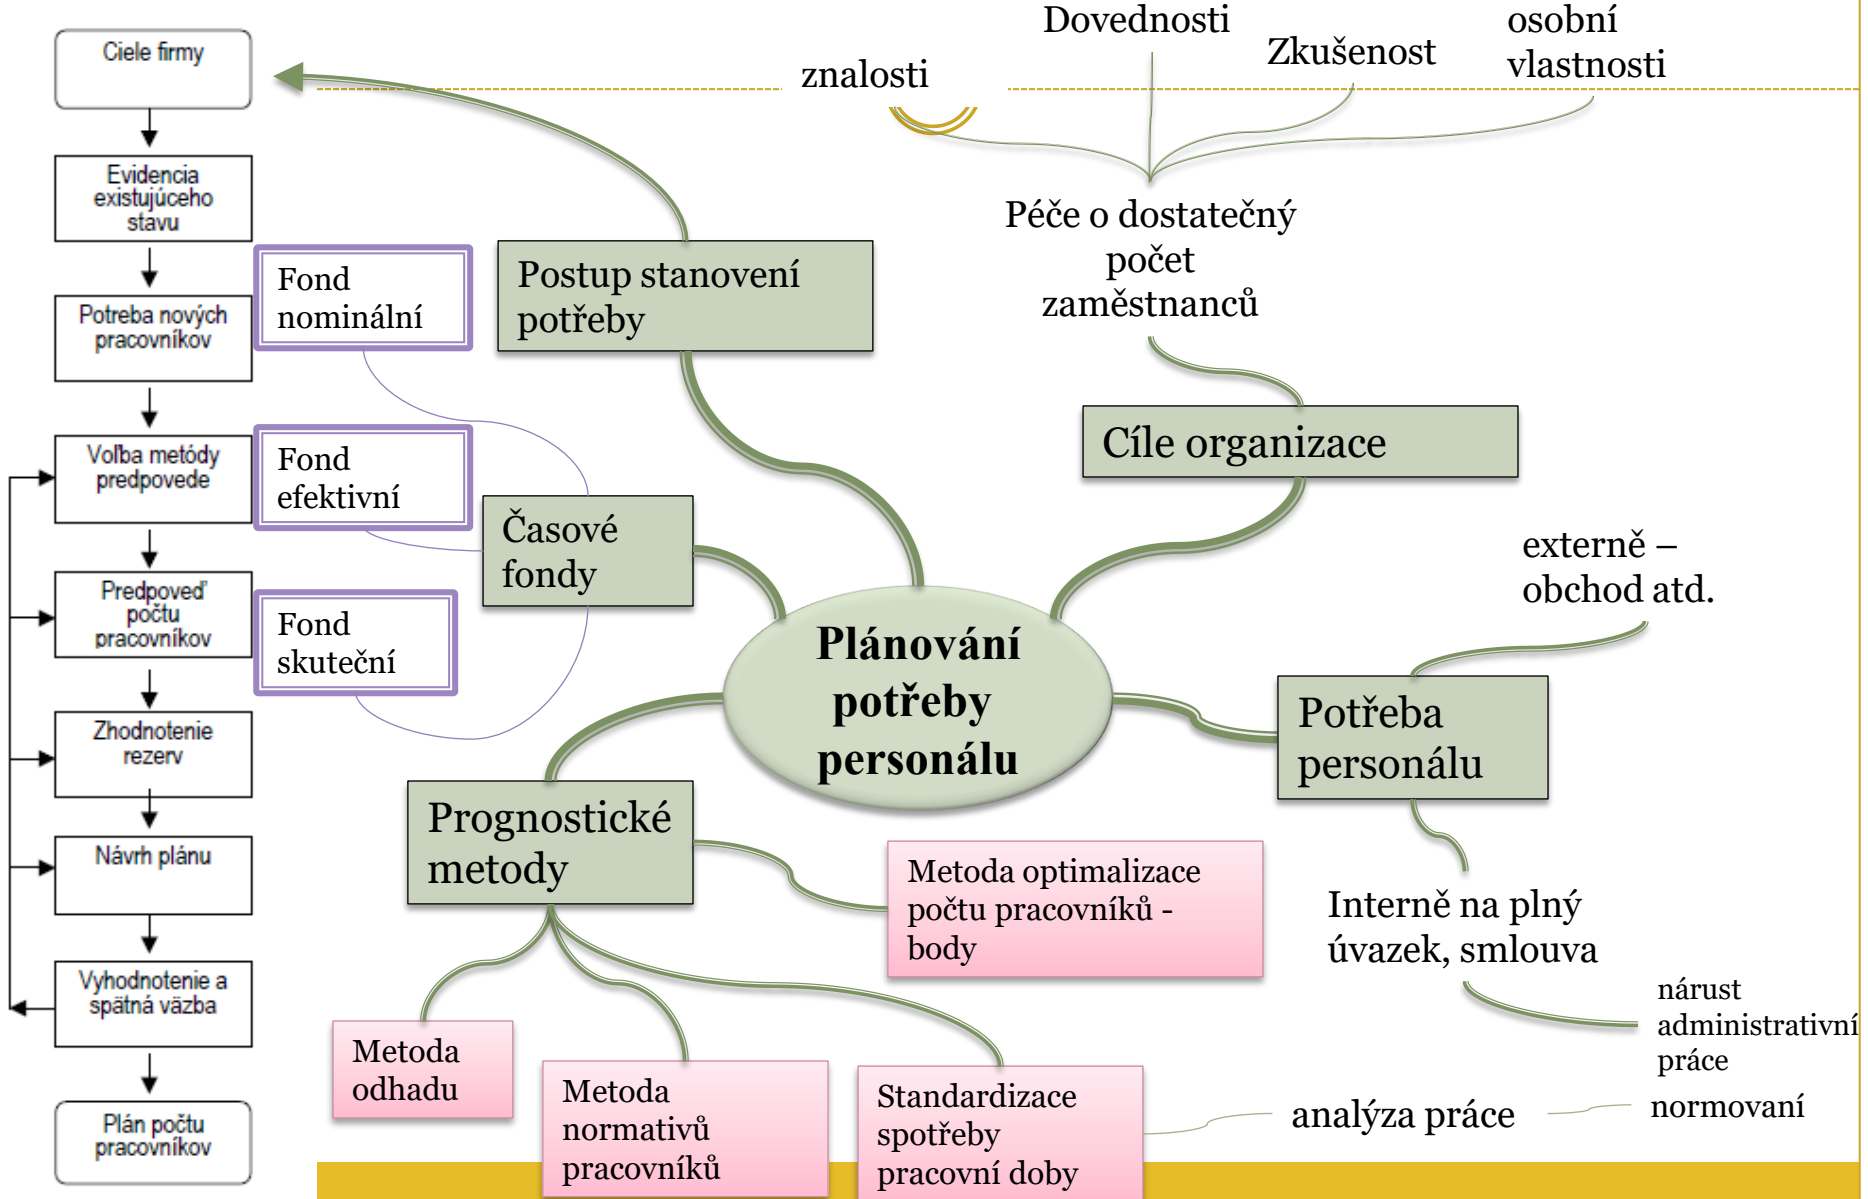 Ciele firmy
Evidencia
existujúceho
stavu
Potreba nových
pracovníkov
Voľba metódy
predpovede
Predpoveď
počtu
pracovníkov
Zhodnotenie
rezerv
Návrh plánu
Vyhodnotenie a
spätná väzba
Plán počtu
pracovníkov
Fond
nominální
Fond
efektivní
Fond
skuteční
Postup stanovení
potřeby
Časové
fondy
znalosti
Dovednosti
Zkušenost
osobní
vlastnosti
Péče o dostatečný
počet
zaměstnanců
Cíle organizace
Plánování
potřeby
personálu
externě –
obchod atd.
Potřeba
personálu
Interně na plný
úvazek, smlouva
nárust
administrativní
práce
Prognostické
metody
Metoda optimalizace
počtu pracovníků -
body
Metoda
odhadu
Metoda
normativů
pracovníků
Standardizace
spotřeby
pracovní doby
analýza práce
normovaní